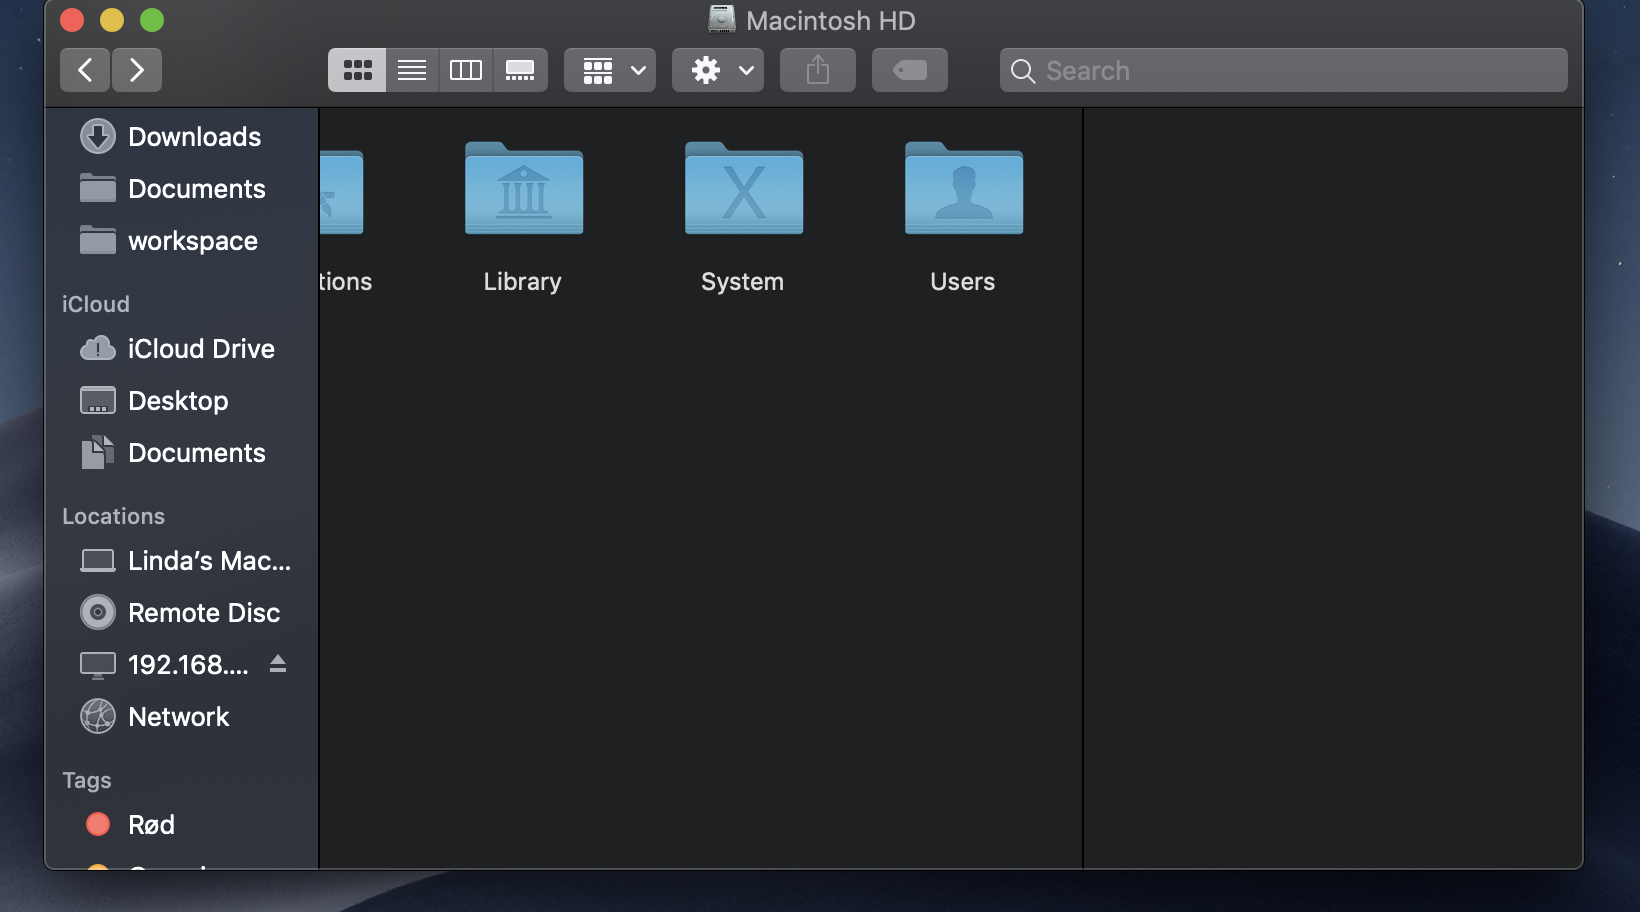 Macintosh HD
Search
Downloads
Documents
workspace
iCloud
iCloud Drive
Desktop
Documents
Locations
Linda’s Mac...
Remote Disc
192.168....
Network
Tags
Rød
tions
Library
System
Users